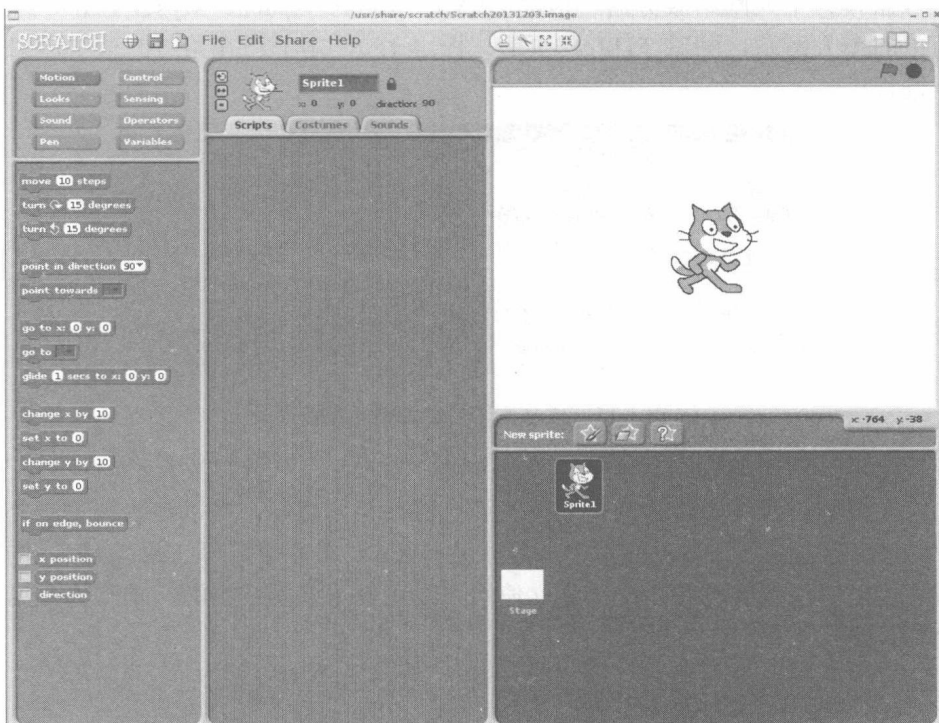 /usr/share/scratch/Scratch20131203.image
SCRATCH File Edit Share Help
Motion Control
Looks Sensing
Sound Operators
Pen Variables
move 10 steps
turn 15 degrees
turn 15 degrees
point in direction 90
point towards
go to x: 0 y: 0
go to
glide 1 secs to x: 0 y: 0
change x by 10
set x to 0
change y by 10
set y to 0
if on edge, bounce
x position
y position
direction
Sprite1
x: 0 y: 0 direction: 90
Scripts Costumes Sounds
x: -764 y: -38
New sprite:
Sprite1
Stage